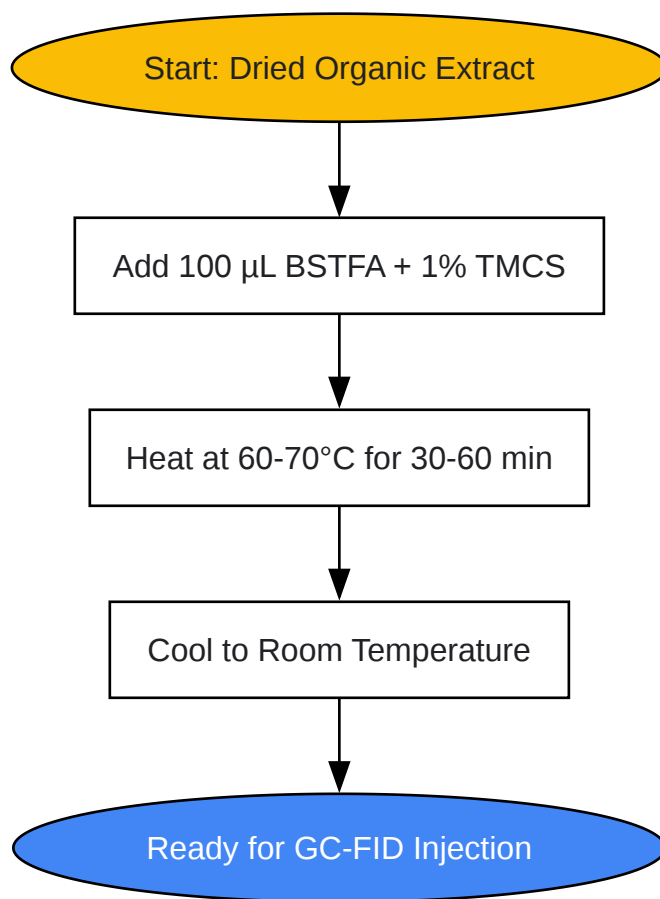 Start: Dried Organic Extract
Add 100 µL BSTFA + 1% TMCS
Heat at 60-70°C for 30-60 min
Cool to Room Temperature
Ready for GC-FID Injection